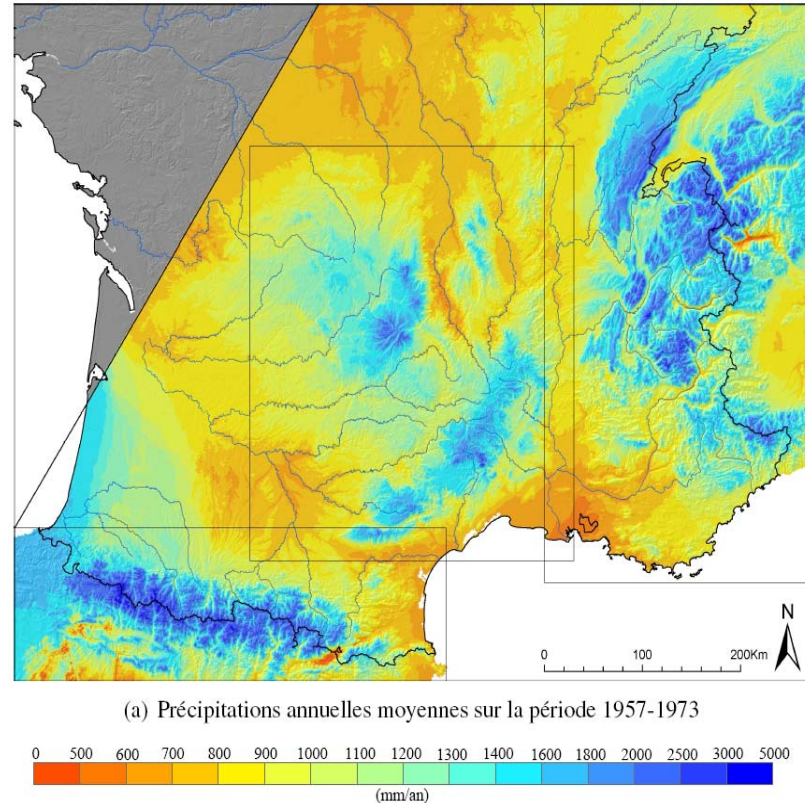 N
0 100 200Km
(a) Précipitations annuelles moyennes sur la période 1957-1973
0 500 600 700 800 900 1000 1100 1200 1300 1400 1600 1800 2000 2500 3000 5000
(mm/an)